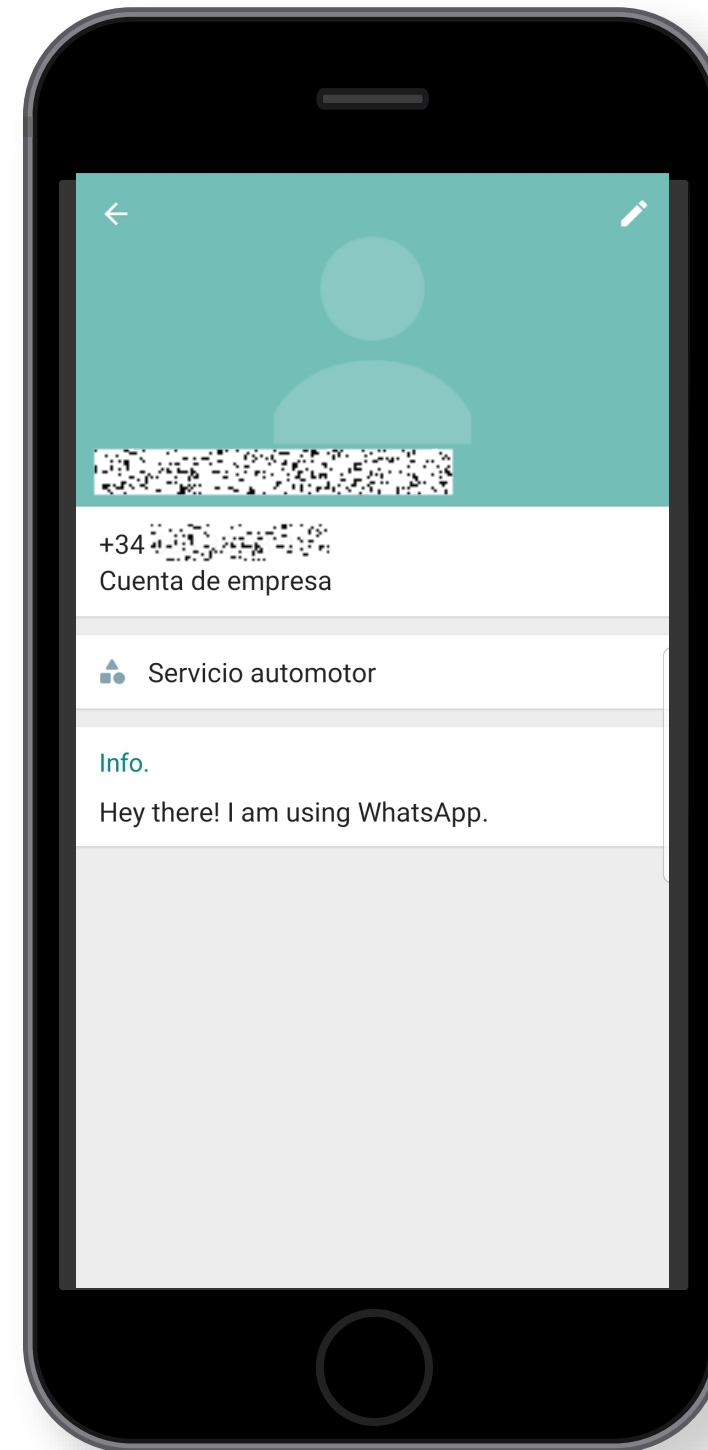 +34
Cuenta de empresa
Servicio automotor
Info.
Hey there! I am using WhatsApp.